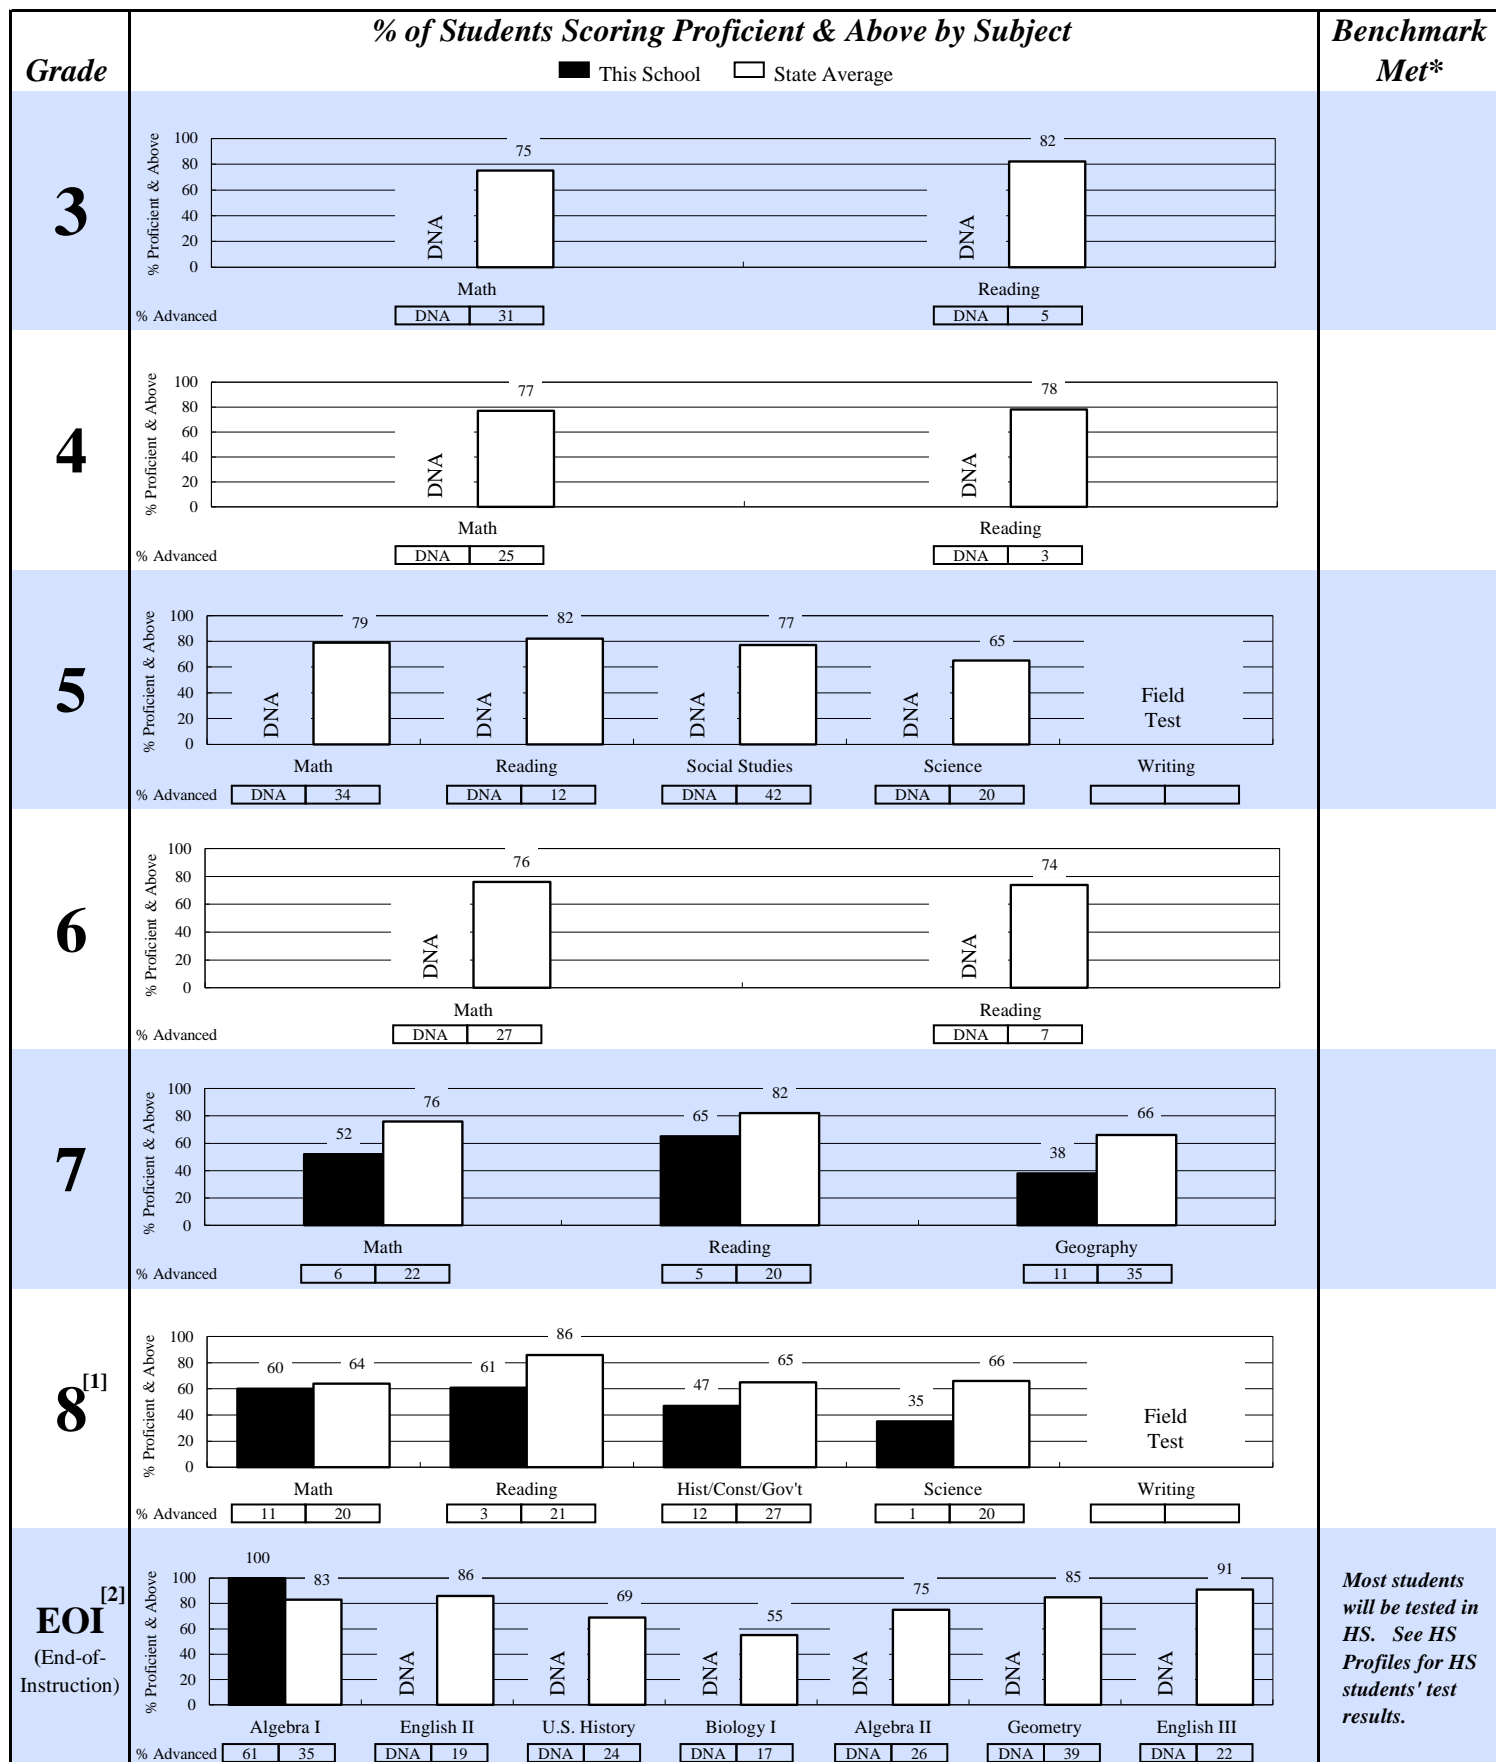 % of Students Scoring Proficient & Above by Subject
Benchmark
Met*
Grade
This School State Average
3
% Proficient & Above
100
80
60
40
20
0
75
82
DNA
DNA
Math Reading
% Advanced DNA 31 DNA 5
4
% Proficient & Above
100
80
60
40
20
0
77
78
DNA
DNA
Math Reading
% Advanced DNA 25 DNA 3
5
% Proficient & Above
100
80
60
40
20
0
79
82
77
65
DNA
DNA
DNA
DNA
Field
Test
Math Reading Social Studies Science Writing
% Advanced DNA 34 DNA 12 DNA 42 DNA 20
6
% Proficient & Above
100
80
60
40
20
0
76
74
DNA
DNA
Math Reading
% Advanced DNA 27 DNA 7
7
% Proficient & Above
100
80
60
40
20
0
52
76
65
82
38
66
Math Reading Geography
% Advanced 6 22 5 20 11 35
8[1]
% Proficient & Above
100
80
60
40
20
0
60
64
61
86
47
65
35
66
Field
Test
Math Reading Hist/Const/Gov't Science Writing
% Advanced 11 20 3 21 12 27 1 20
EOI[2]
(End-of-
Instruction)
% Proficient & Above
100
80
60
40
20
0
100
83
86
69
55
75
85
91
DNA
DNA
DNA
DNA
DNA
DNA
Algebra I English II U.S. History Biology I Algebra II Geometry English III
% Advanced 61 35 DNA 19 DNA 24 DNA 17 DNA 26 DNA 39 DNA 22
Most students
will be tested in
HS. See HS
Profiles for HS
students' test
results.